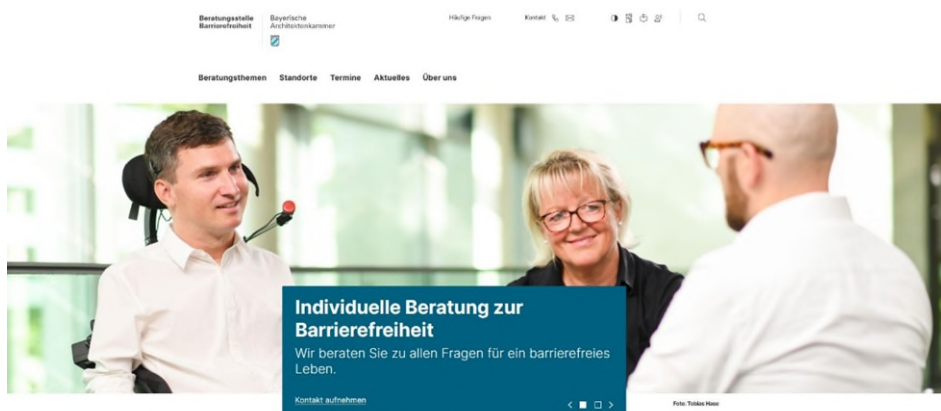 Beratungsstelle
Barrierefreiheit
Bayerische
Architektenkammer
Häufige Fragen
Kontakt
Beratungsthemen Standorte Termine Aktuelles Über uns
Individuelle Beratung zur
Barrierefreiheit
Wir beraten Sie zu allen Fragen für ein barrierefreies
Leben.
Kontakt aufnehmen
Foto: Tobias Hase